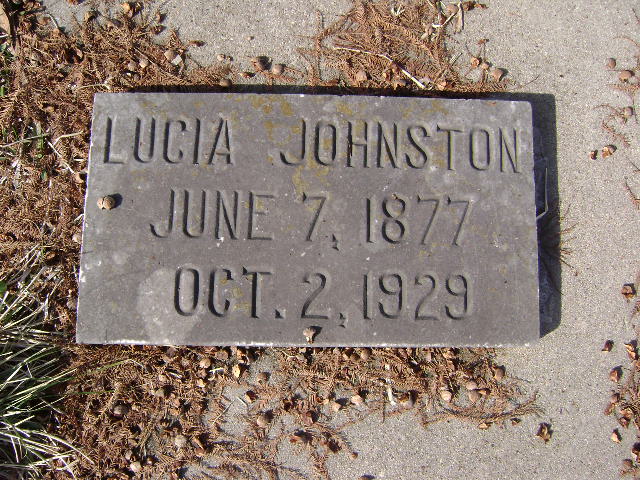 LUCIA JOHNSTON
JUNE 7, 1877
OCT. 2, 1929